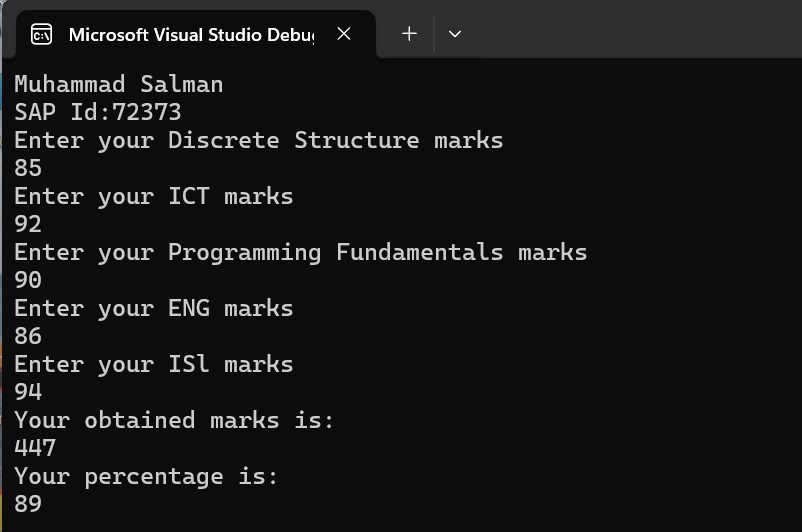 Microsoft Visual Studio Debu
Muhammad Salman
SAP Id:72373
Enter your Discrete Structure marks
85
Enter your ICT marks
92
Enter your Programming Fundamentals marks
90
Enter your ENG marks
86
Enter your ISl marks
94
Your obtained marks is:
447
Your percentage is:
89